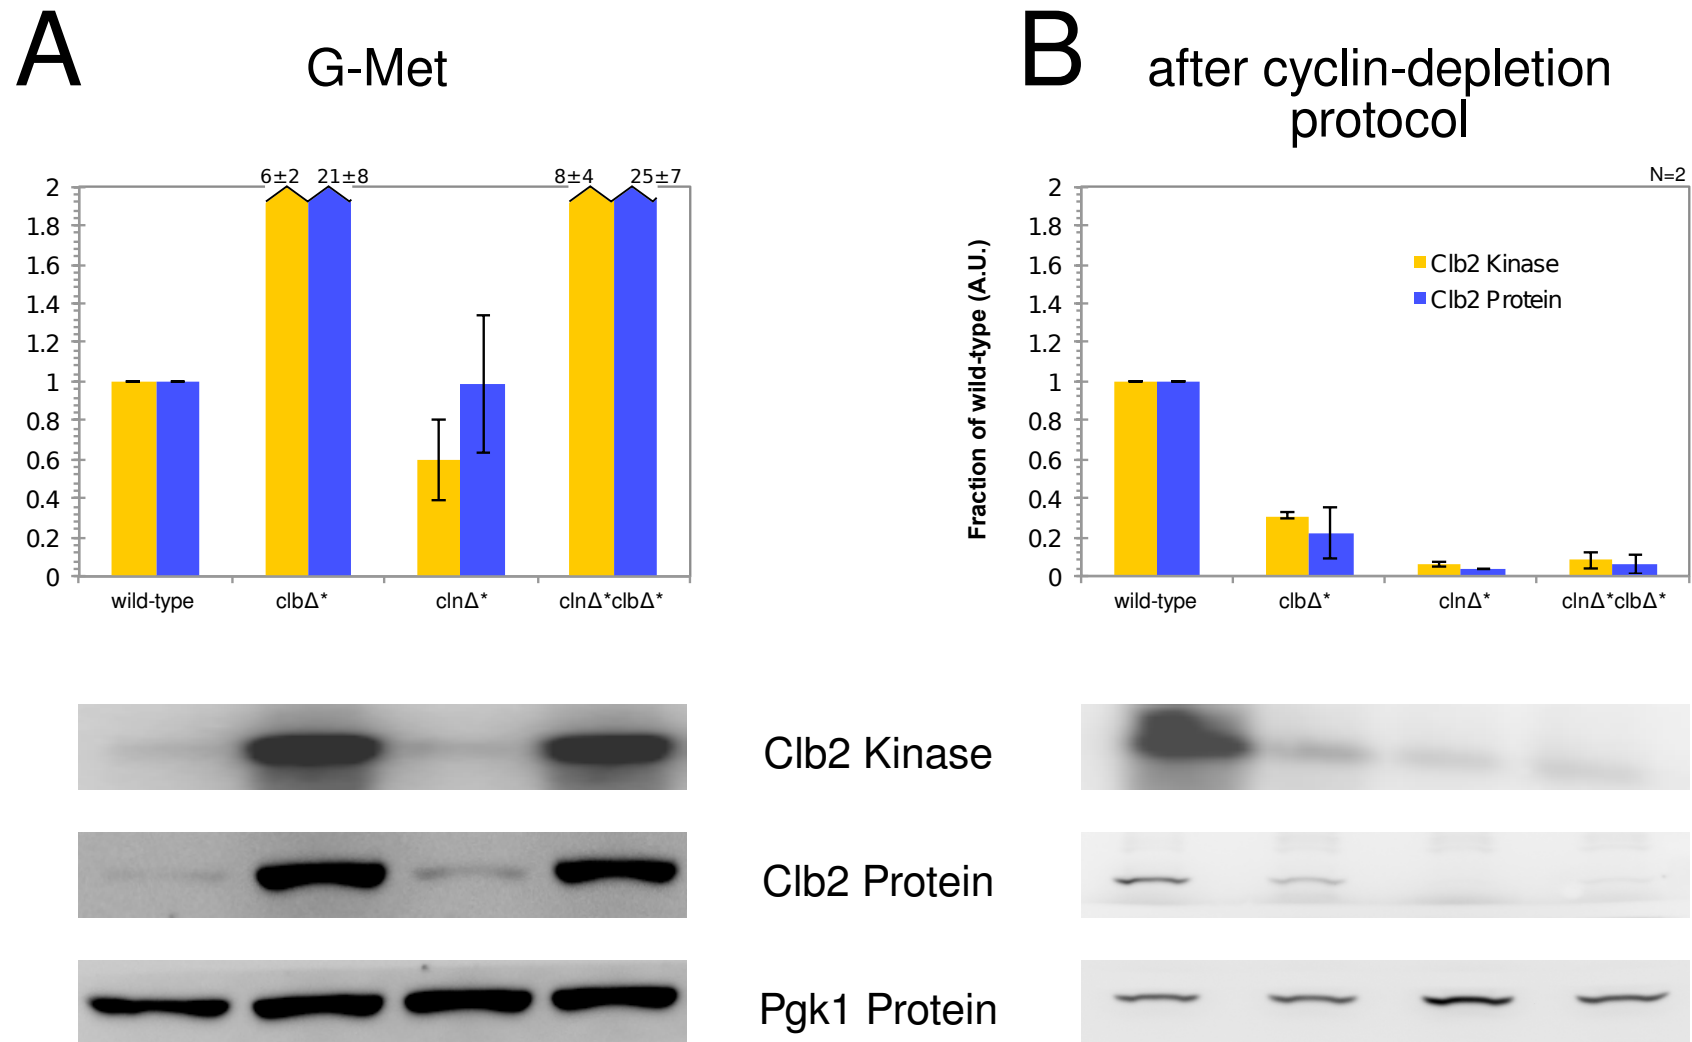 A
G-Met
6±2 21±8 8±4 25±7
2
1.8
1.6
1.4
1.2
1
0.8
0.6
0.4
0.2
0
wild-type clbΔ* clnΔ* clnΔ*clbΔ*
B
after cyclin-depletion
protocol
N=2
Fraction of wild-type (A.U.)
2
1.8
1.6
1.4
1.2
1
0.8
0.6
0.4
0.2
0
Clb2 Kinase
Clb2 Protein
wild-type clbΔ* clnΔ* clnΔ*clbΔ*
Clb2 Kinase
Clb2 Protein
Pgk1 Protein